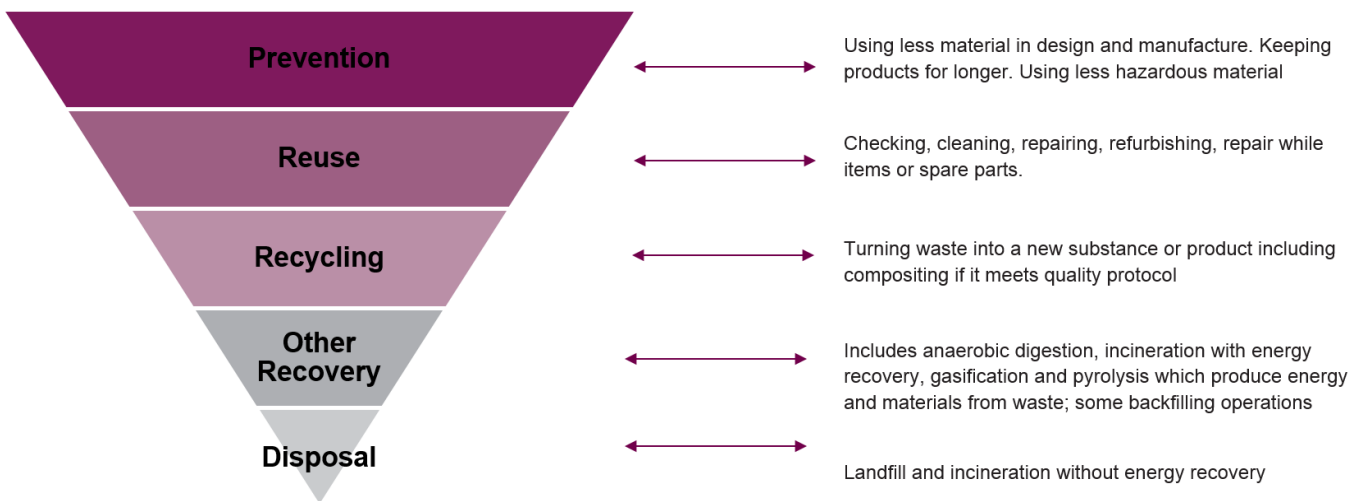 Prevention
Using less material in design and manufacture. Keeping
products for longer. Using less hazardous material
Reuse
Checking, cleaning, repairing, refurbishing, repair while
items or spare parts.
Recycling
Turning waste into a new substance or product including
compositing if it meets quality protocol
Other
Recovery
Includes anaerobic digestion, incineration with energy
recovery, gasification and pyrolysis which produce energy
and materials from waste; some backfilling operations
Disposal
Landfill and incineration without energy recovery